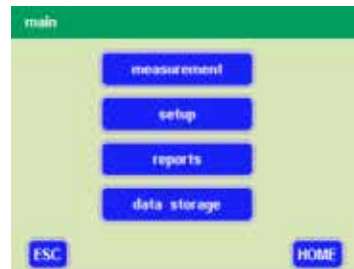 main
measurement
setup
reports
data storage
ESC HOME